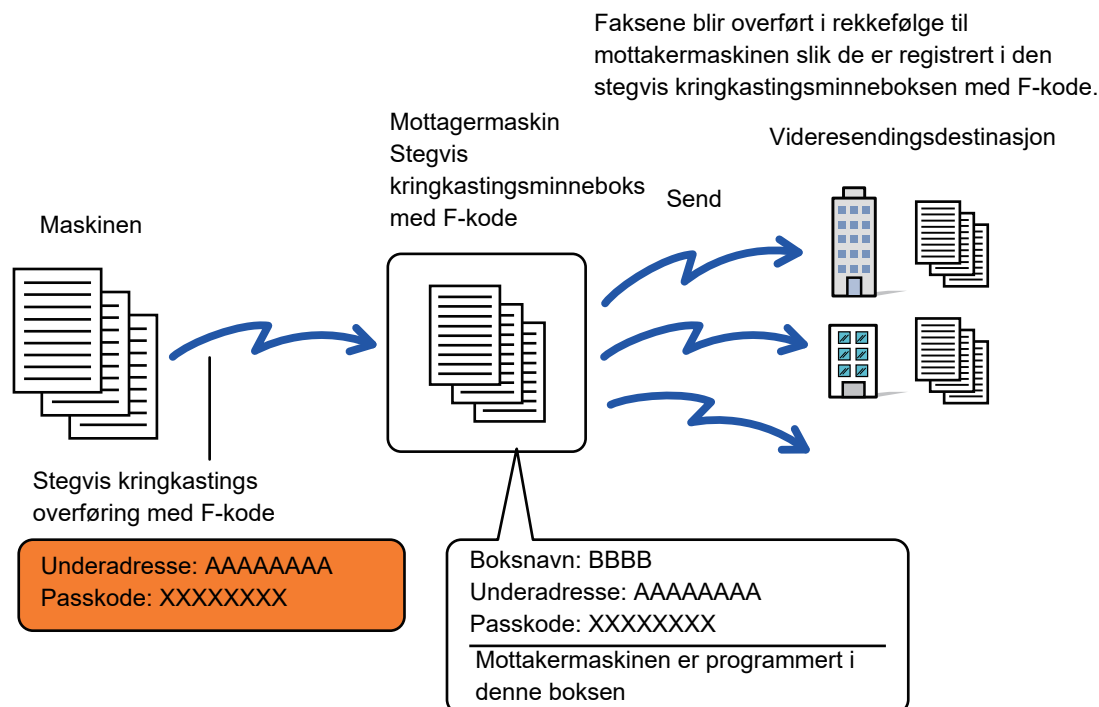 Faksene blir overført i rekkefølge til
mottakermaskinen slik de er registrert i den
stegvis kringkastingsminneboksen med F-kode.
Mottagermaskin
Stegvis
kringkastingsminneboks
med F-kode
Videresendingsdestinasjon
Send
Maskinen
Stegvis kringkastings
overføring med F-kode
Underadresse: AAAAAAAA
Passkode: XXXXXXXX
Boksnavn: BBBB
Underadresse: AAAAAAAA
Passkode: XXXXXXXX
Mottakermaskinen er programmert i
denne boksen